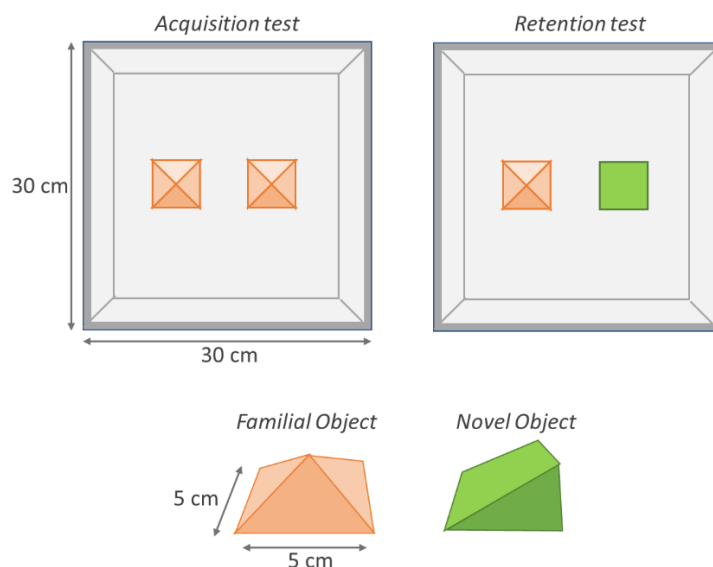 Acquisition test
Retention test
30 cm
30 cm
Familial Object
Novel Object
5 cm
5 cm